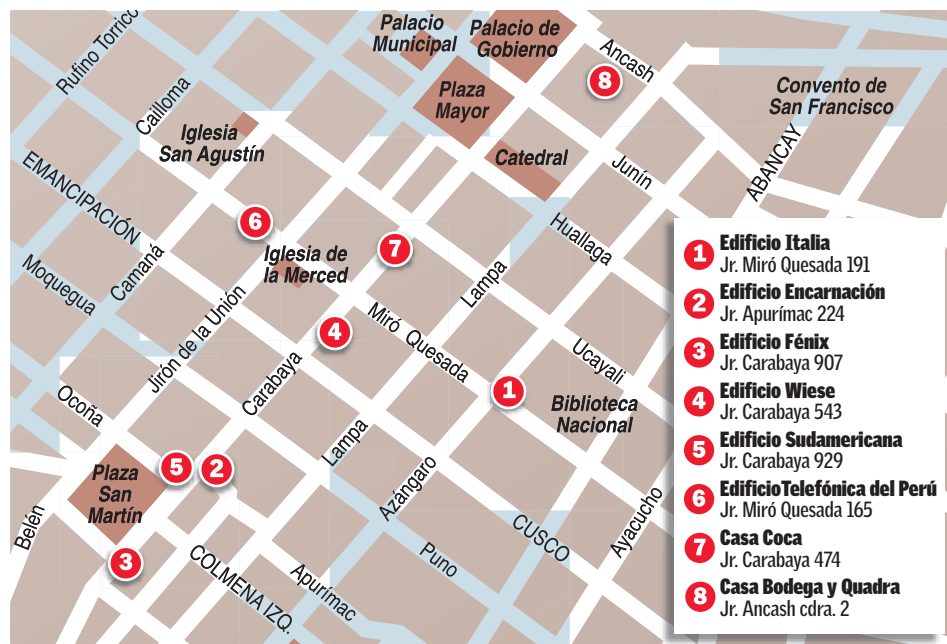 Rufino Torrico
Cailloma
Palacio
Municipal
Palacio de
Gobierno
Ancash
8
Plaza
Mayor
Convento de
San Francisco
Iglesia
San Agustín
Catedral
Junín
ABANCAY
EMANCIPACIÓN
6
7
Huallaga
Iglesia de
la Merced
Moquegua
Camaná
Jirón de la Unión
Lampa
4
Miró Quesada
Ucayali
Carabaya
1
Biblioteca
Nacional
Ocoña
Lampa
Plaza
San
Martín
5
2
Azángaro
Belén
CUSCO
Ayacucho
3
COLMENA IZQ.
Apurímac
Puno
1
Edificio Italia
Jr. Miró Quesada 191
2
Edificio Encarnación
Jr. Apurímac 224
3
Edificio Fénix
Jr. Carabaya 907
4
Edificio Wiese
Jr. Carabaya 543
5
Edificio Sudamericana
Jr. Carabaya 929
6
Edificio Telefónica del Perú
Jr. Miró Quesada 165
7
Casa Coca
Jr. Carabaya 474
8
Casa Bodega y Quadra
Jr. Ancash cdra. 2